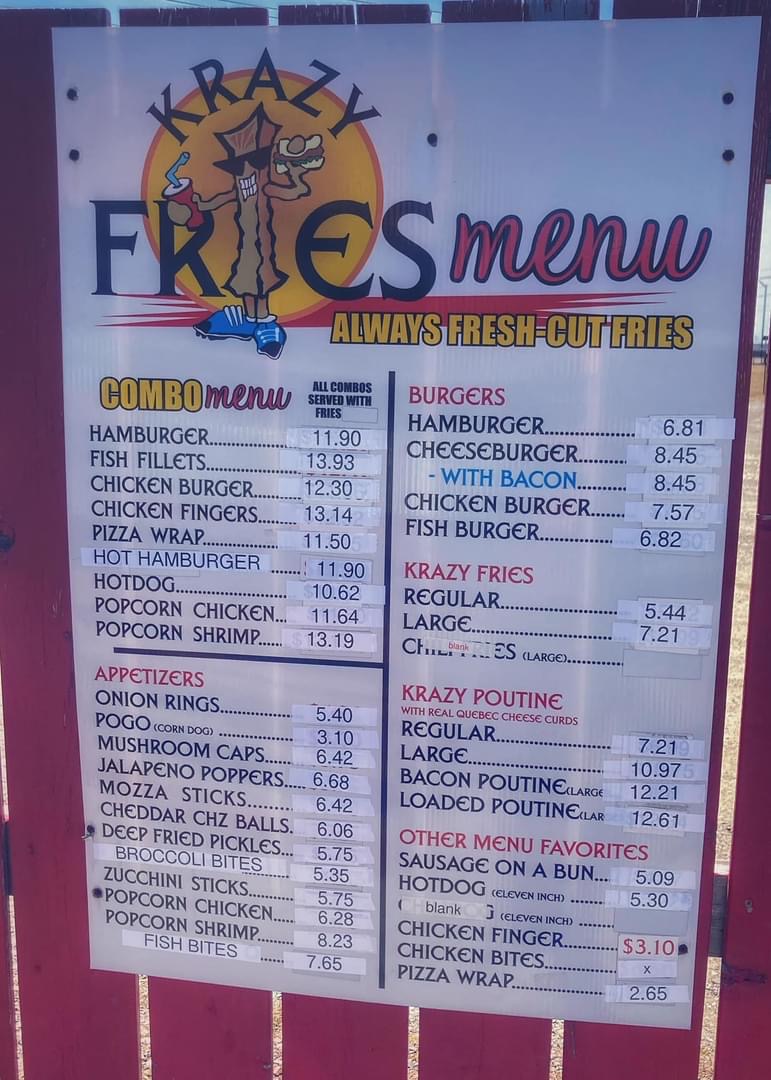 KRAZY
FRIES menu
ALWAYS FRESH-CUT FRIES
COMBO menu
ALL COMBOS
SERVED WITH
FRIES
HAMBURGER 11.90
FISH FILLETS 13.93
CHICKEN BURGER 12.30
CHICKEN FINGERS 13.14
PIZZA WRAP 11.50
HOT HAMBURGER 11.90
HOTDOG 10.62
POPCORN CHICKEN 11.64
POPCORN SHRIMP 13.19
APPETIZERS
ONION RINGS 5.40
POGO (CORN DOG) 3.10
MUSHROOM CAPS 6.42
JALAPENO POPPERS 6.68
MOZZA STICKS 6.42
CHEDDAR CHZ BALLS 6.06
DEEP FRIED PICKLES 5.75
BROCCOLI BITES 5.35
ZUCCHINI STICKS 5.75
POPCORN CHICKEN 6.28
POPCORN SHRIMP 8.23
FISH BITES 7.65
BURGERS
HAMBURGER 6.81
CHEESEBURGER 8.45
- WITH BACON 8.45
CHICKEN BURGER 7.57
FISH BURGER 6.82
KRAZY FRIES
REGULAR 5.44
LARGE 7.21
blank (LARGE)
KRAZY POUTINE
WITH REAL QUEBEC CHEESE CURDS
REGULAR 7.21
LARGE 10.97
BACON POUTINE (LARGE 12.21
LOADED POUTINE (LAR 12.61
OTHER MENU FAVORITES
SAUSAGE ON A BUN 5.09
HOTDOG (ELEVEN INCH) 5.30
blank (ELEVEN INCH)
CHICKEN FINGER $3.10
CHICKEN BITES x
PIZZA WRAP 2.65